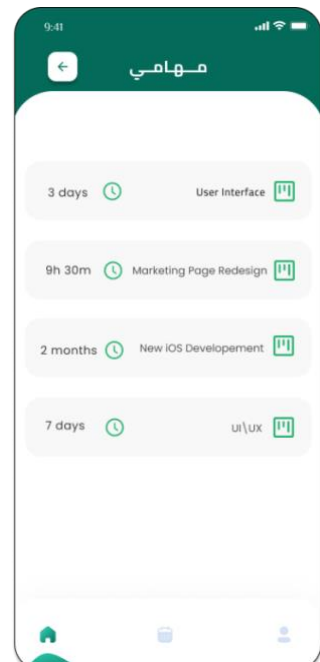 9:41
مهامي
3 days User Interface
9h 30m Marketing Page Redesign
2 months New iOS Developement
7 days UI\UX